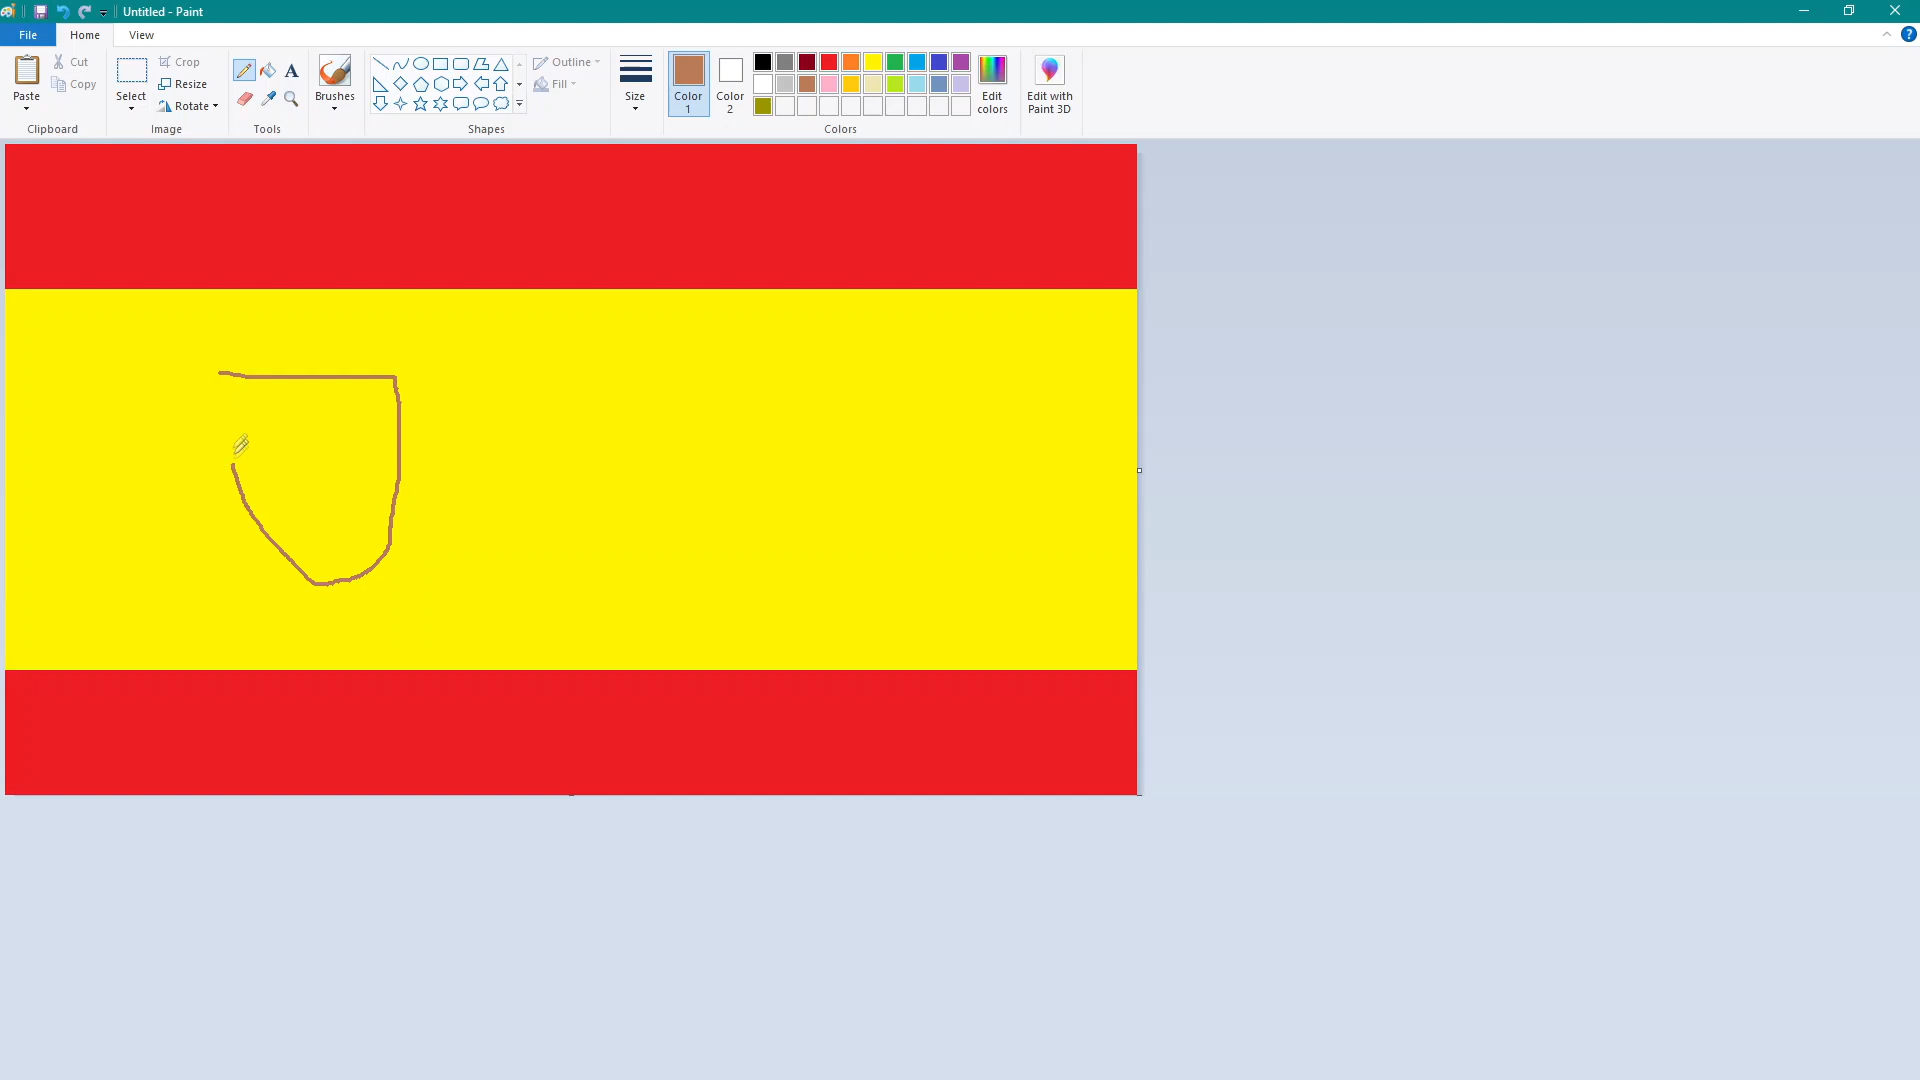 Untitled - Paint
File Home View
Paste
Cut
Copy
Clipboard
Select
Crop
Resize
Rotate
Image
A
Tools
Brushes
Outline
Fill
Shapes
Size
Color
1
Color
2
Edit
colors
Colors
Edit with
Paint 3D
?